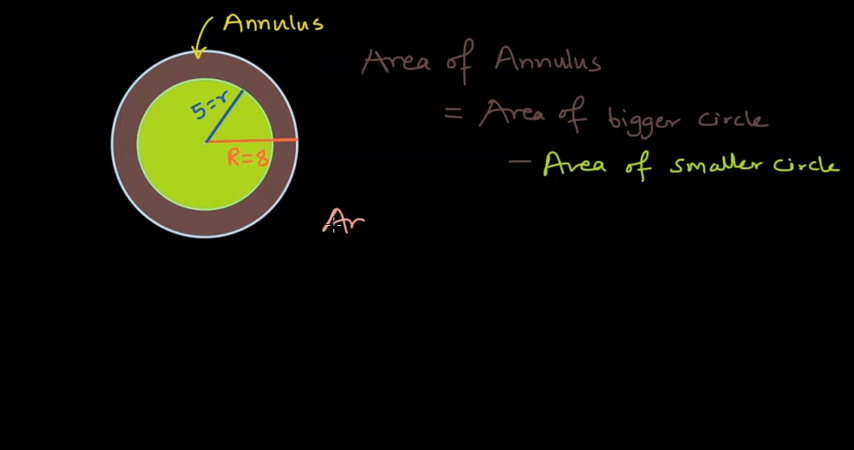 Annulus
5=r
R=8
Area of Annulus
= Area of bigger circle
- Area of smaller circle
Ar